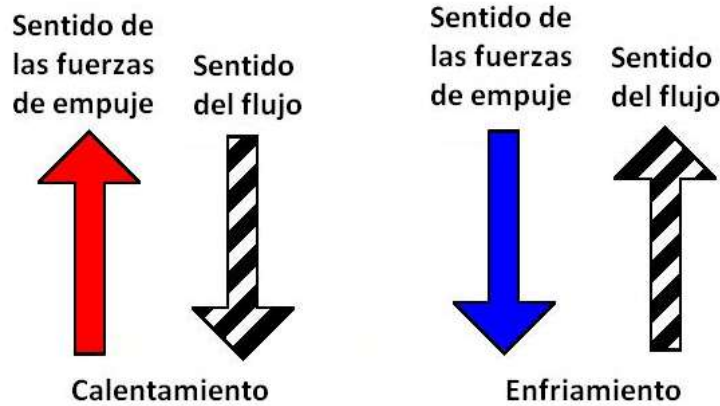 Sentido de
las fuerzas
de empuje
Sentido
del flujo
Calentamiento
Sentido de
las fuerzas
de empuje
Sentido
del flujo
Enfriamiento